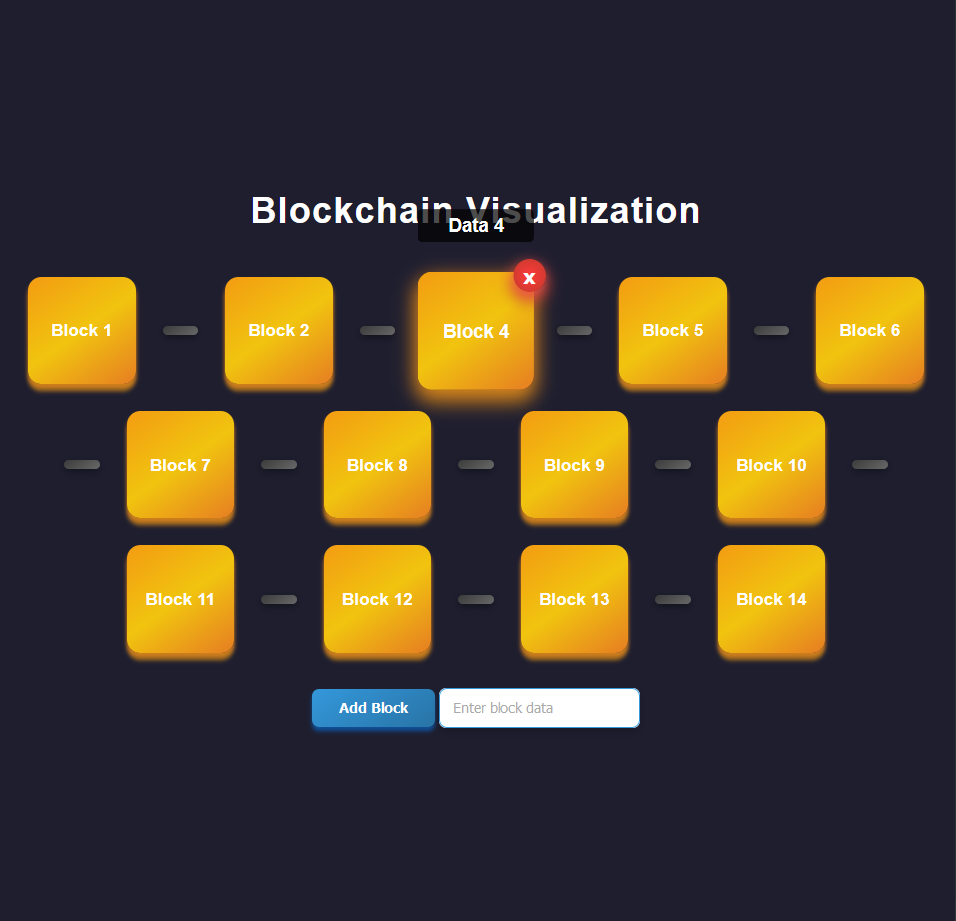 Blockchain Visualization
Data 4
x
Block 1
Block 2
Block 4
Block 5
Block 6
Block 7
Block 8
Block 9
Block 10
Block 11
Block 12
Block 13
Block 14
Add Block
Enter block data